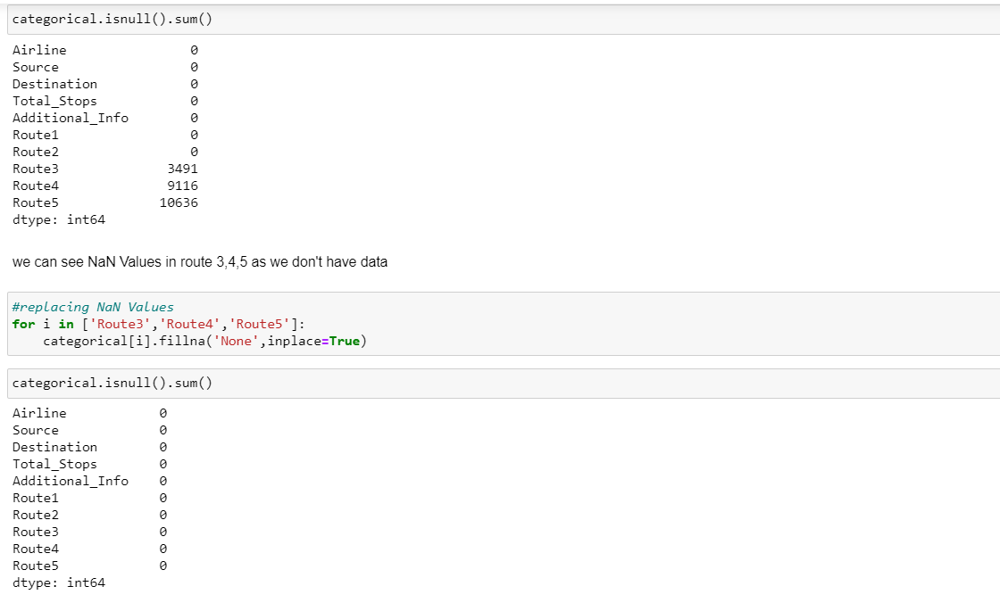 categorical.isnull().sum()
Airline 0
Source 0
Destination 0
Total_Stops 0
Additional_Info 0
Route1 0
Route2 0
Route3 3491
Route4 9116
Route5 10636
dtype: int64
we can see NaN Values in route 3,4,5 as we don't have data
#replacing NaN Values
for i in ['Route3','Route4','Route5']:
    categorical[i].fillna('None',inplace=True)
categorical.isnull().sum()
Airline 0
Source 0
Destination 0
Total_Stops 0
Additional_Info 0
Route1 0
Route2 0
Route3 0
Route4 0
Route5 0
dtype: int64